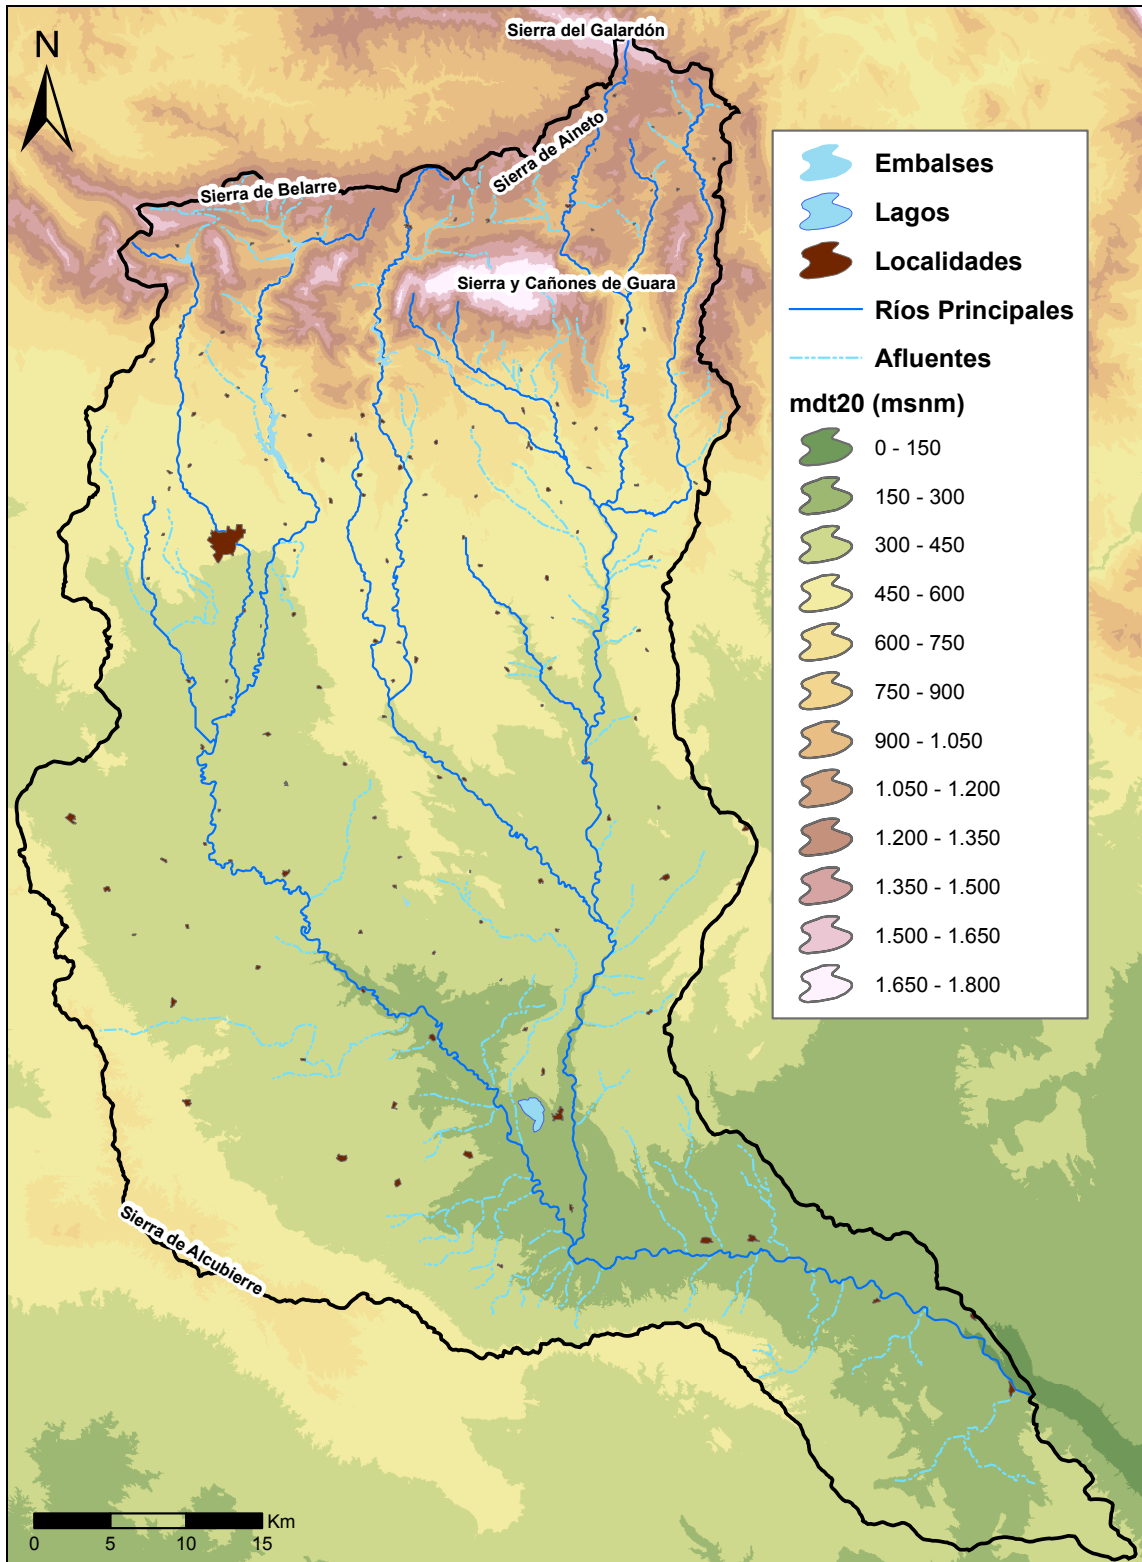 Sierra del Galardón
N
Sierra de Aineto
Sierra de Belarre
Sierra y Cañones de Guara
Embalses
Lagos
Localidades
Ríos Principales
Afluentes
mdt20 (msnm)
0 - 150
150 - 300
300 - 450
450 - 600
600 - 750
750 - 900
900 - 1.050
1.050 - 1.200
1.200 - 1.350
1.350 - 1.500
1.500 - 1.650
1.650 - 1.800
Sierra de Alcubierre
Km
0 5 10 15